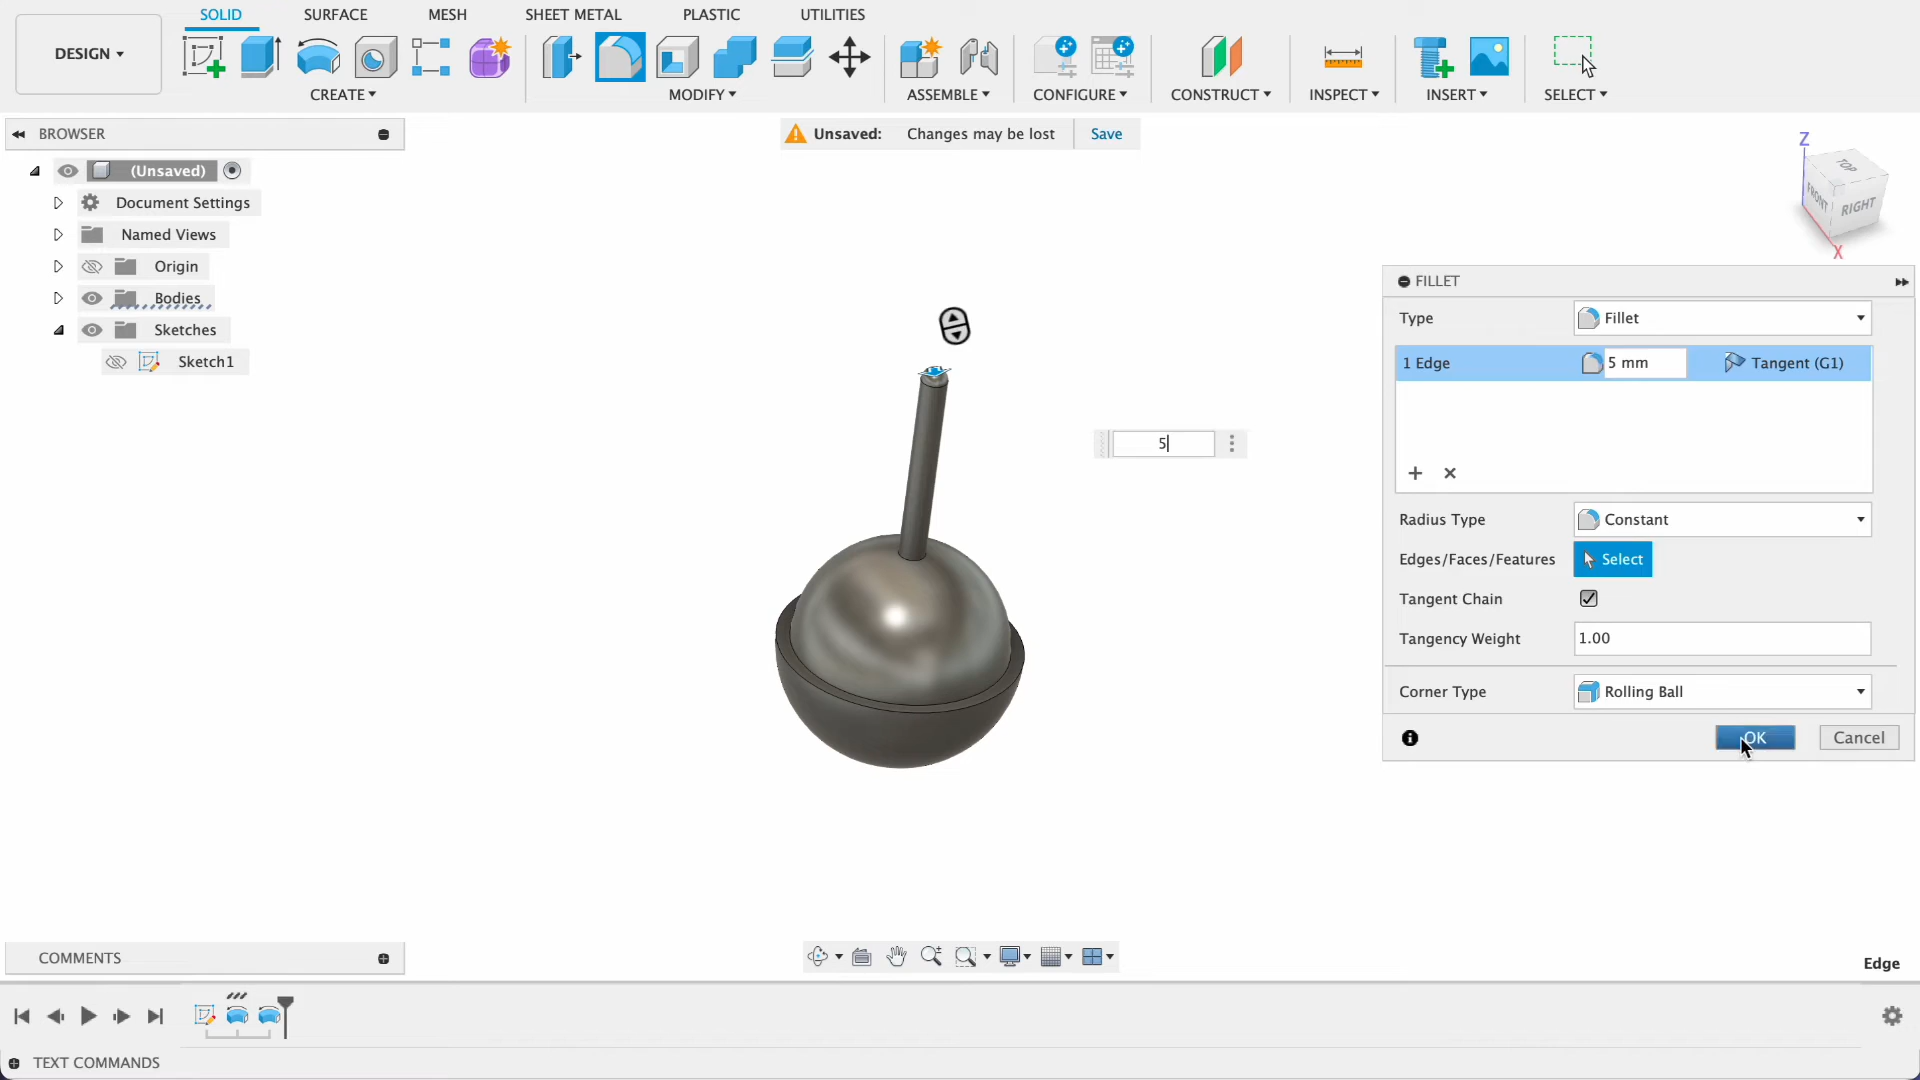 DESIGN
SOLID
SURFACE
MESH
SHEET METAL
PLASTIC
UTILITIES
CREATE
MODIFY
ASSEMBLE
CONFIGURE
CONSTRUCT
INSPECT
INSERT
SELECT
BROWSER
Unsaved: Changes may be lost Save
(Unsaved)
Document Settings
Named Views
Origin
Bodies
Sketches
Sketch1
Z
TOP
FRONT
RIGHT
X
FILLET
Type Fillet
1 Edge 5 mm Tangent (G1)
5
Radius Type Constant
Edges/Faces/Features Select
Tangent Chain
Tangency Weight 1.00
Corner Type Rolling Ball
OK Cancel
COMMENTS
Edge
TEXT COMMANDS